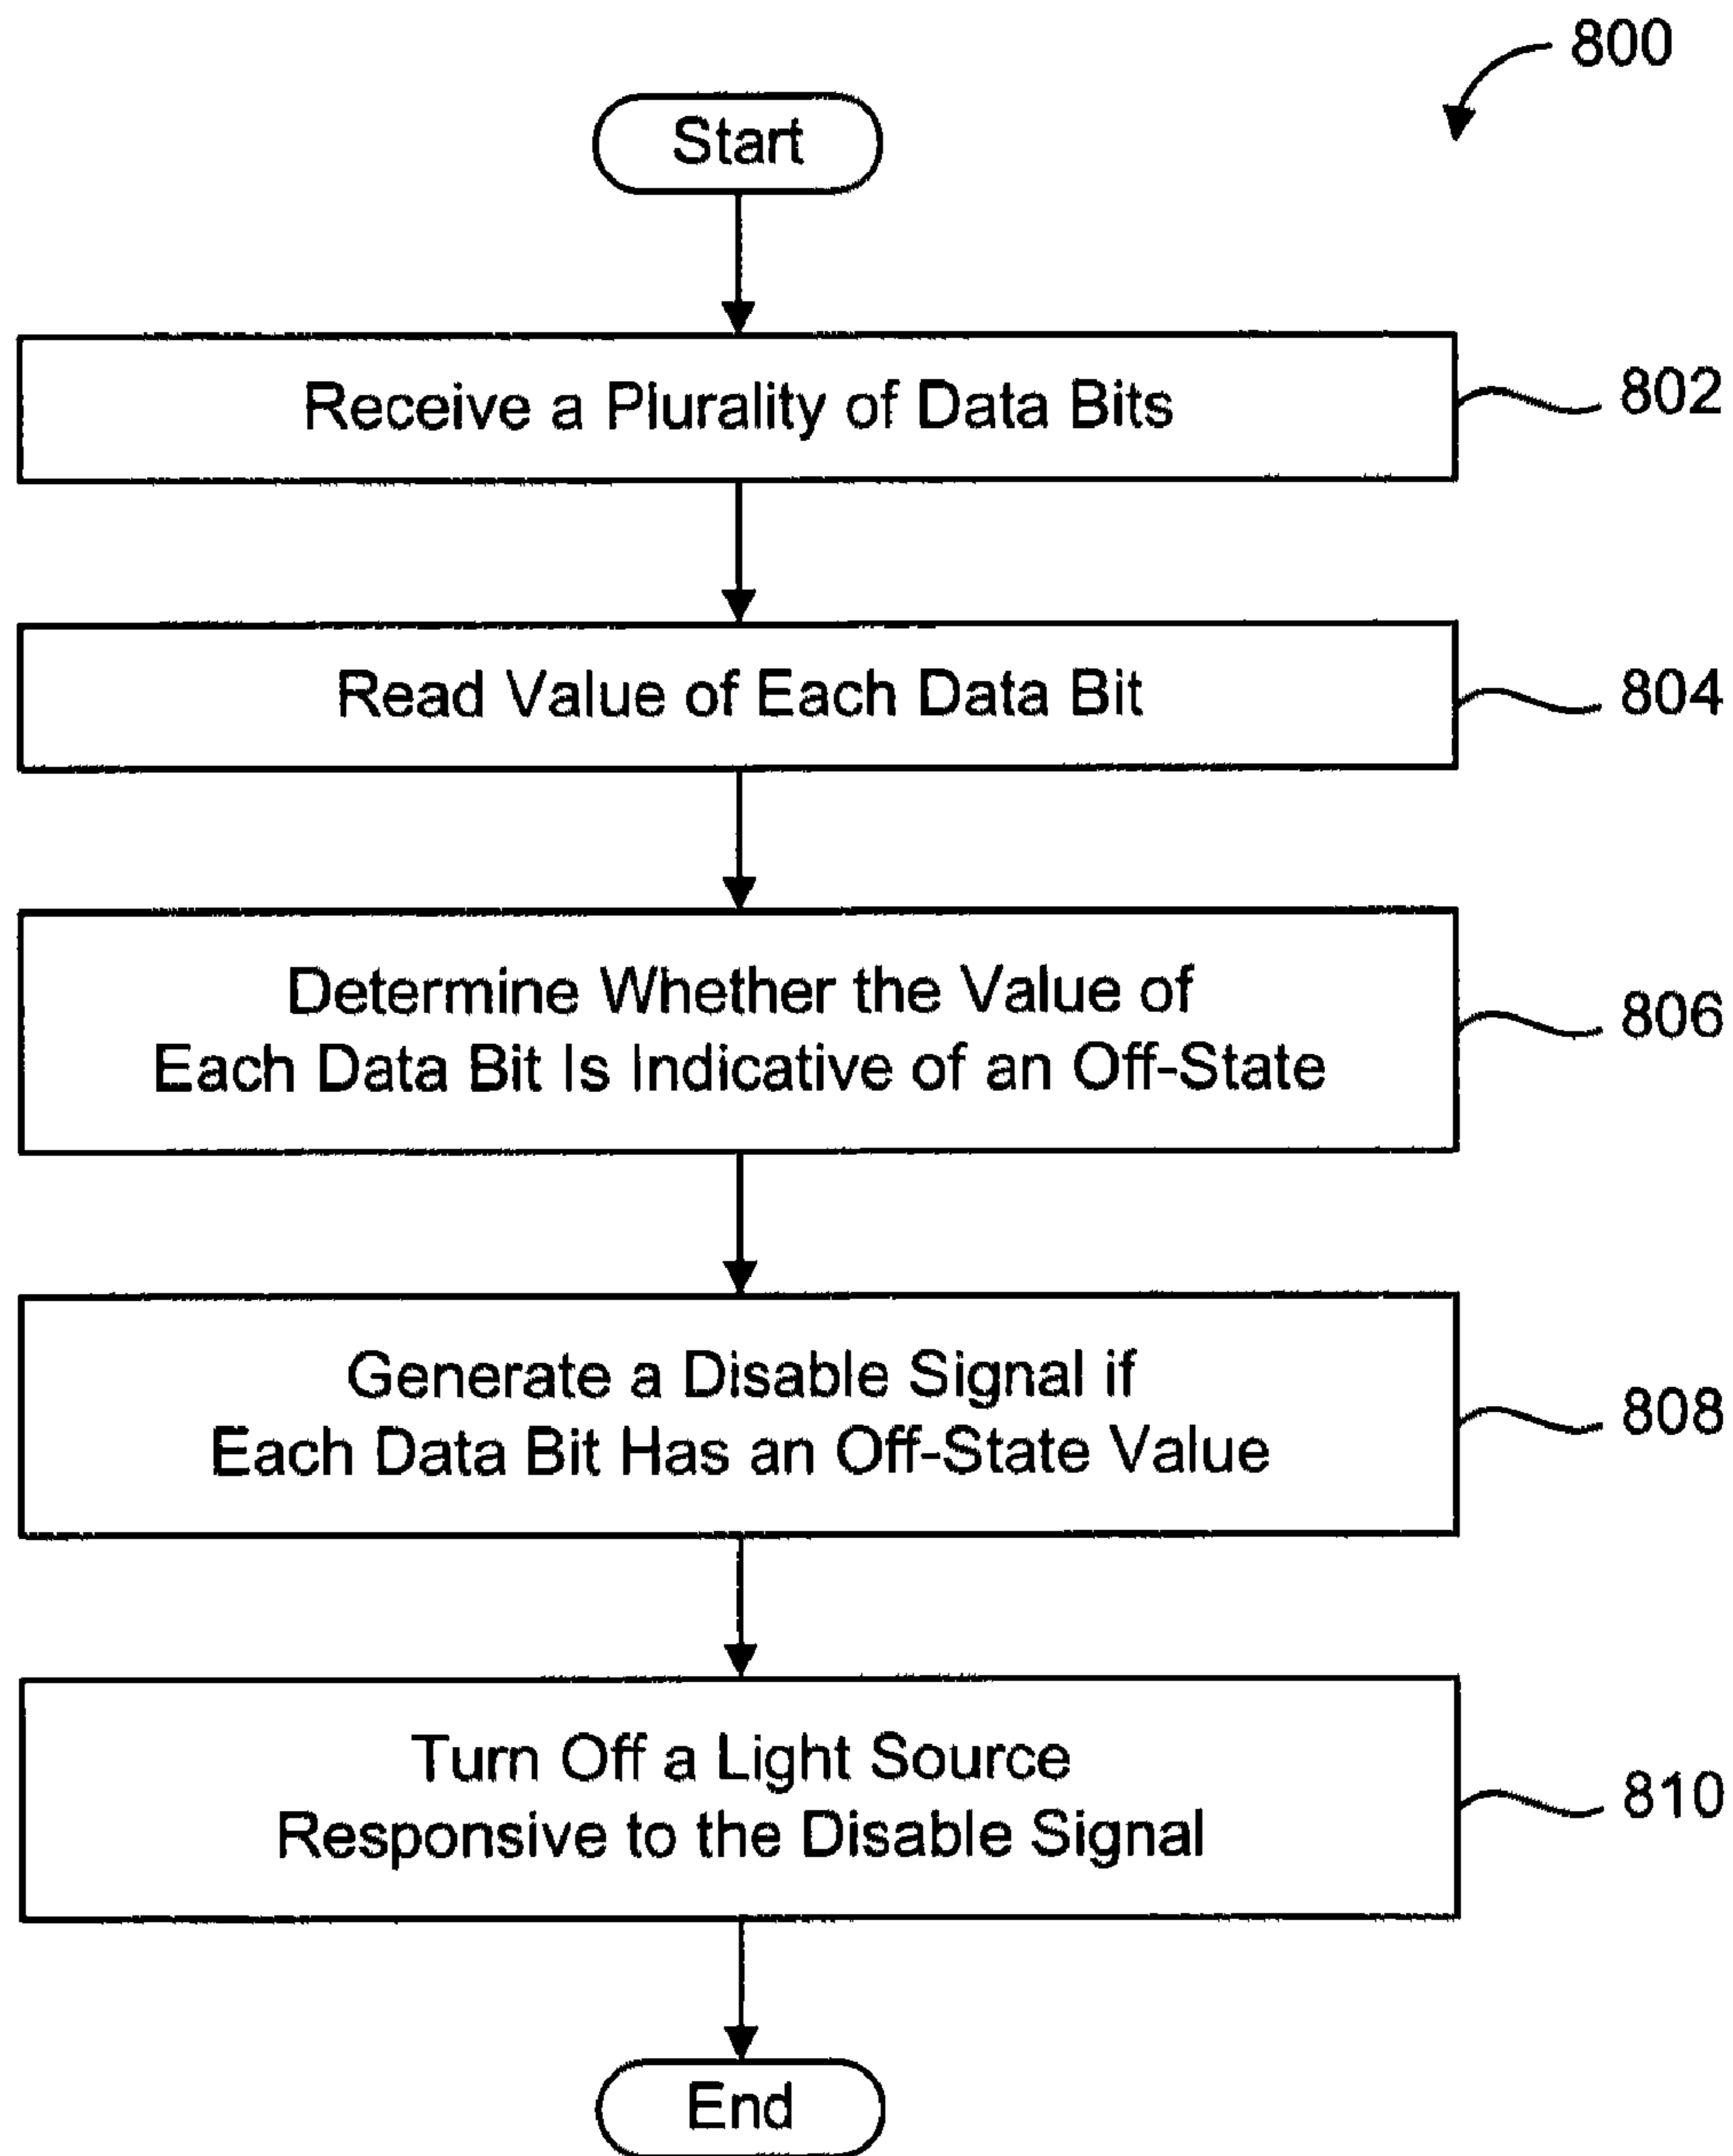 800
Start
Receive a Plurality of Data Bits
802
Read Value of Each Data Bit
804
Determine Whether the Value of
Each Data Bit Is Indicative of an Off-State
806
Generate a Disable Signal if
Each Data Bit Has an Off-State Value
808
Turn Off a Light Source
Responsive to the Disable Signal
810
End